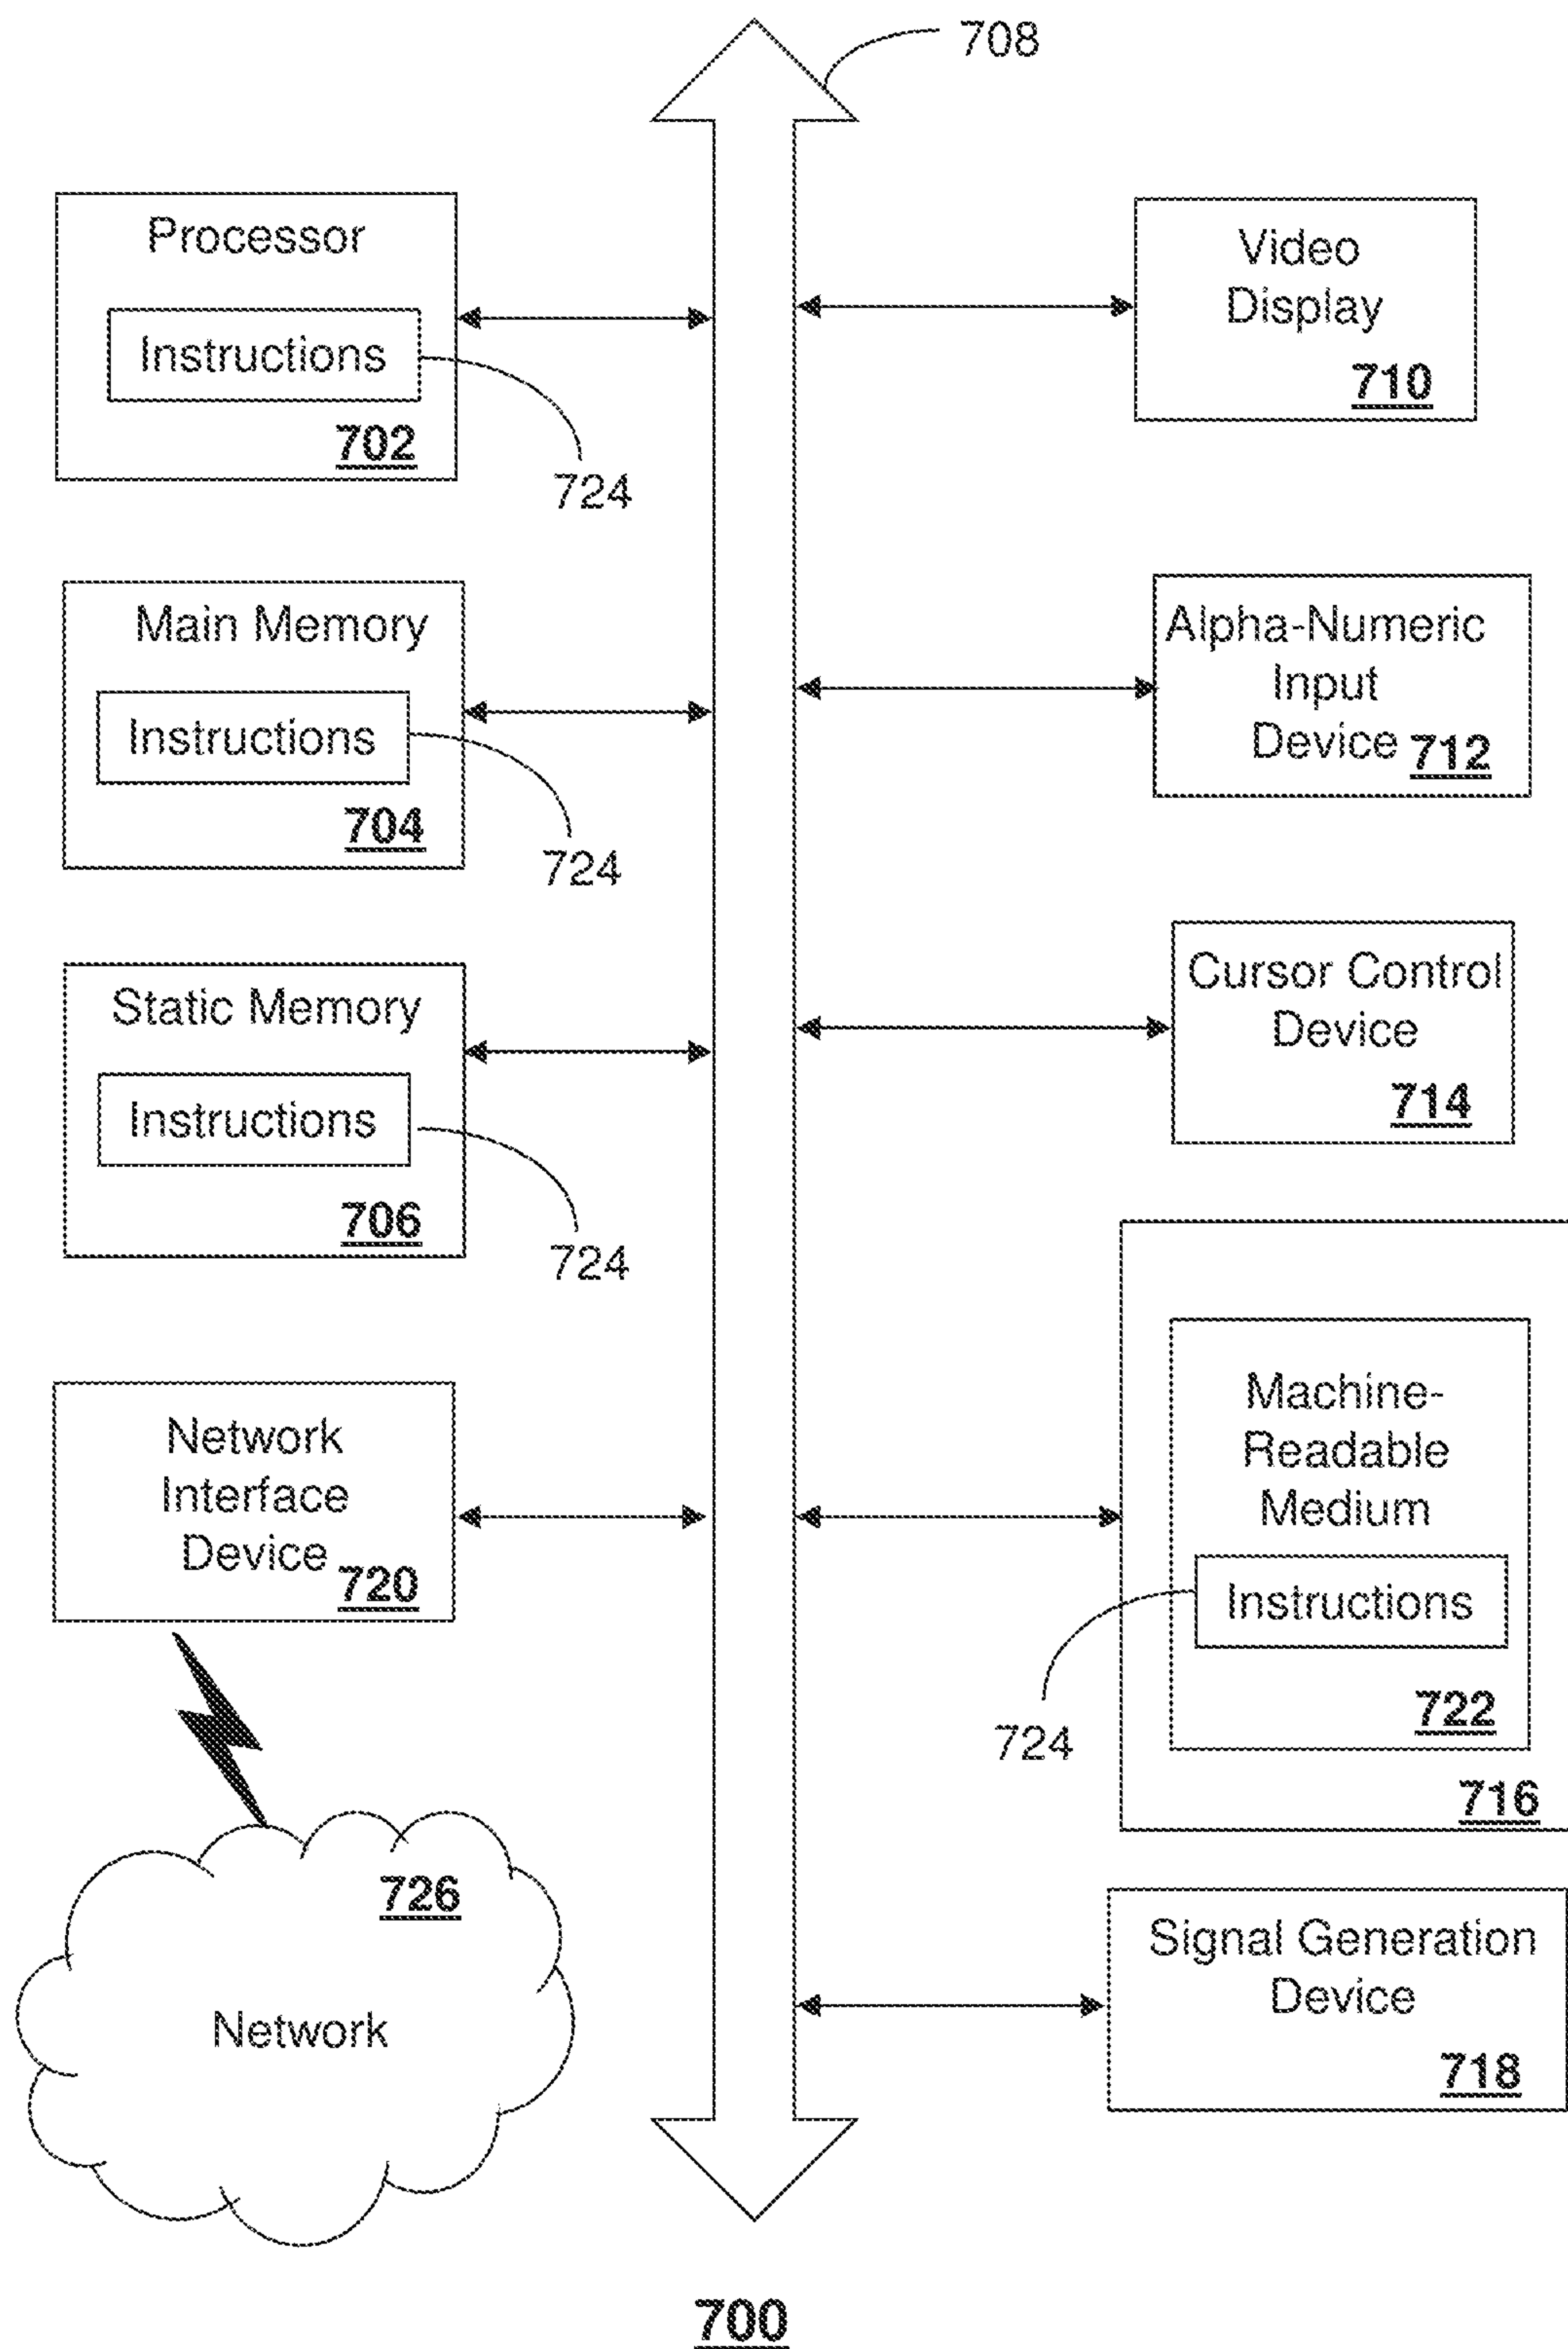 708
Processor
Instructions
702
724
Main Memory
Instructions
704
724
Static Memory
Instructions
706
724
Network
Interface
Device
720
726
Network
Video
Display
710
Alpha-Numeric
Input
Device
712
Cursor Control
Device
714
Machine-
Readable
Medium
Instructions
724
722
716
Signal Generation
Device
718
700